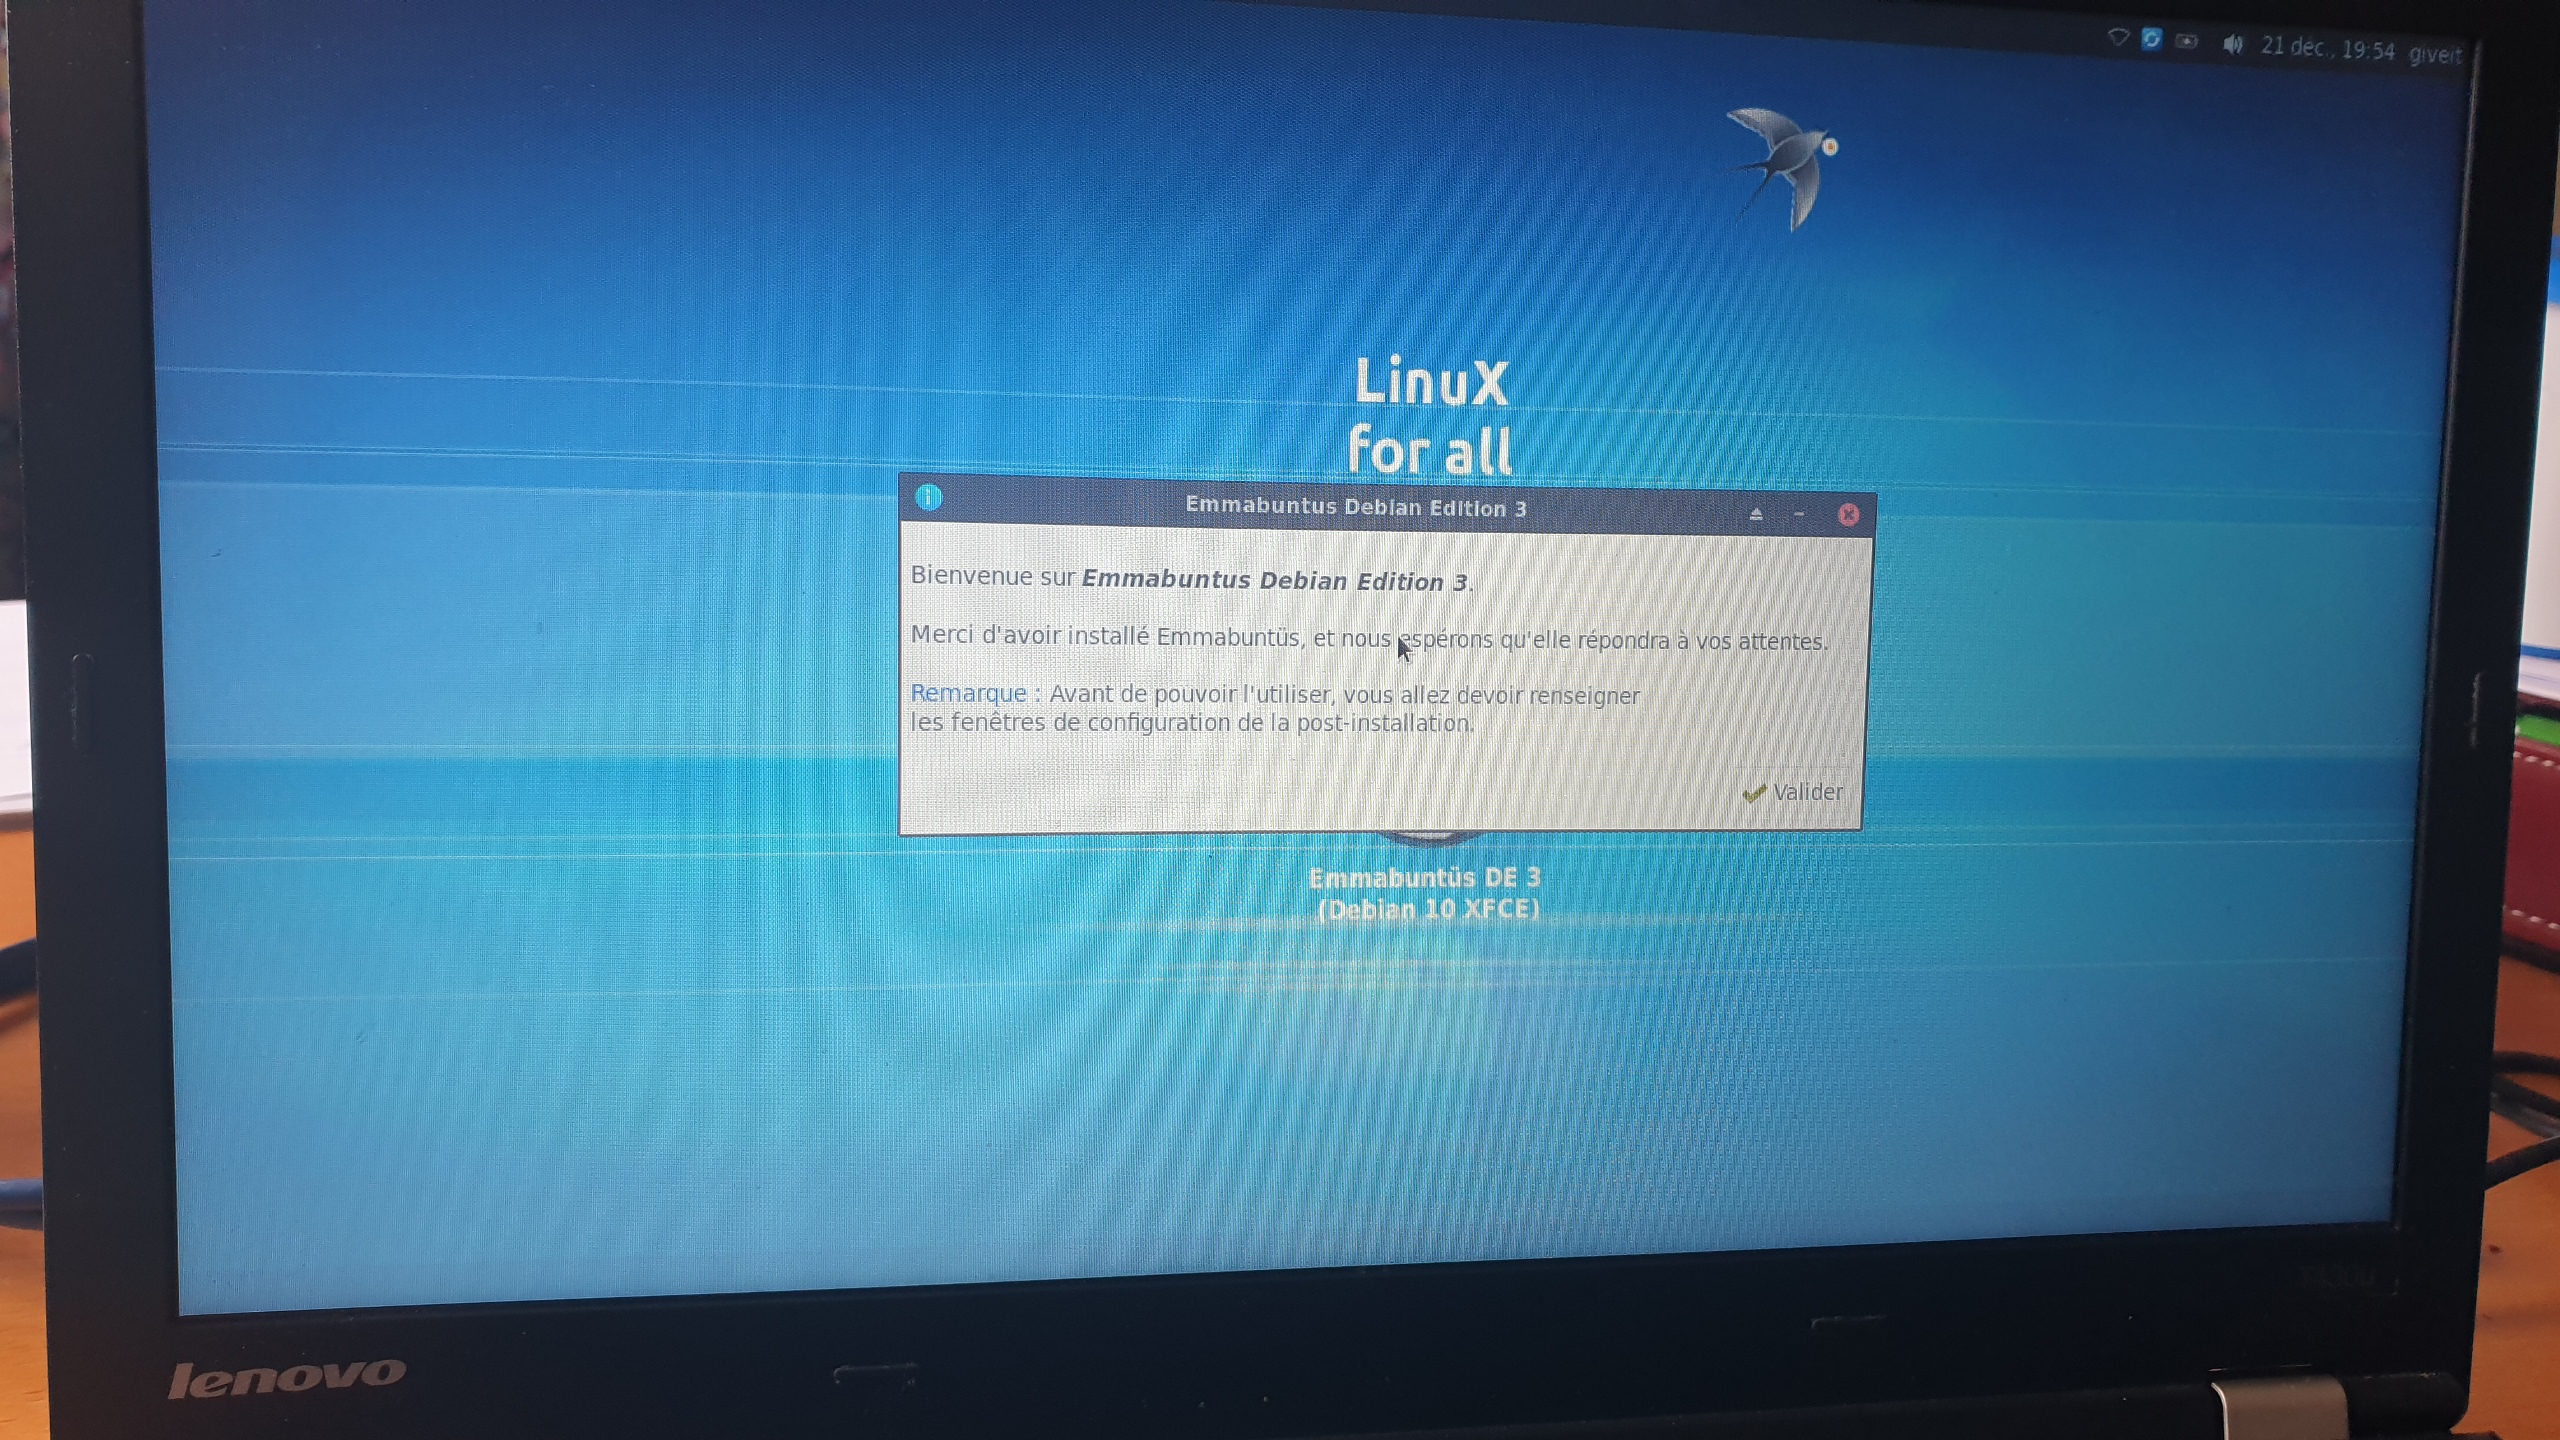 21 déc., 19:54 giveit
LinuX
for all
Emmabuntus Debian Edition 3
Bienvenue sur Emmabuntus Debian Edition 3.
Merci d'avoir installé Emmabuntüs, et nous espérons qu'elle répondra à vos attentes.
Remarque : Avant de pouvoir l'utiliser, vous allez devoir renseigner
les fenêtres de configuration de la post-installation.
Valider
Emmabuntüs DE 3
(Debian 10 XFCE)
lenovo